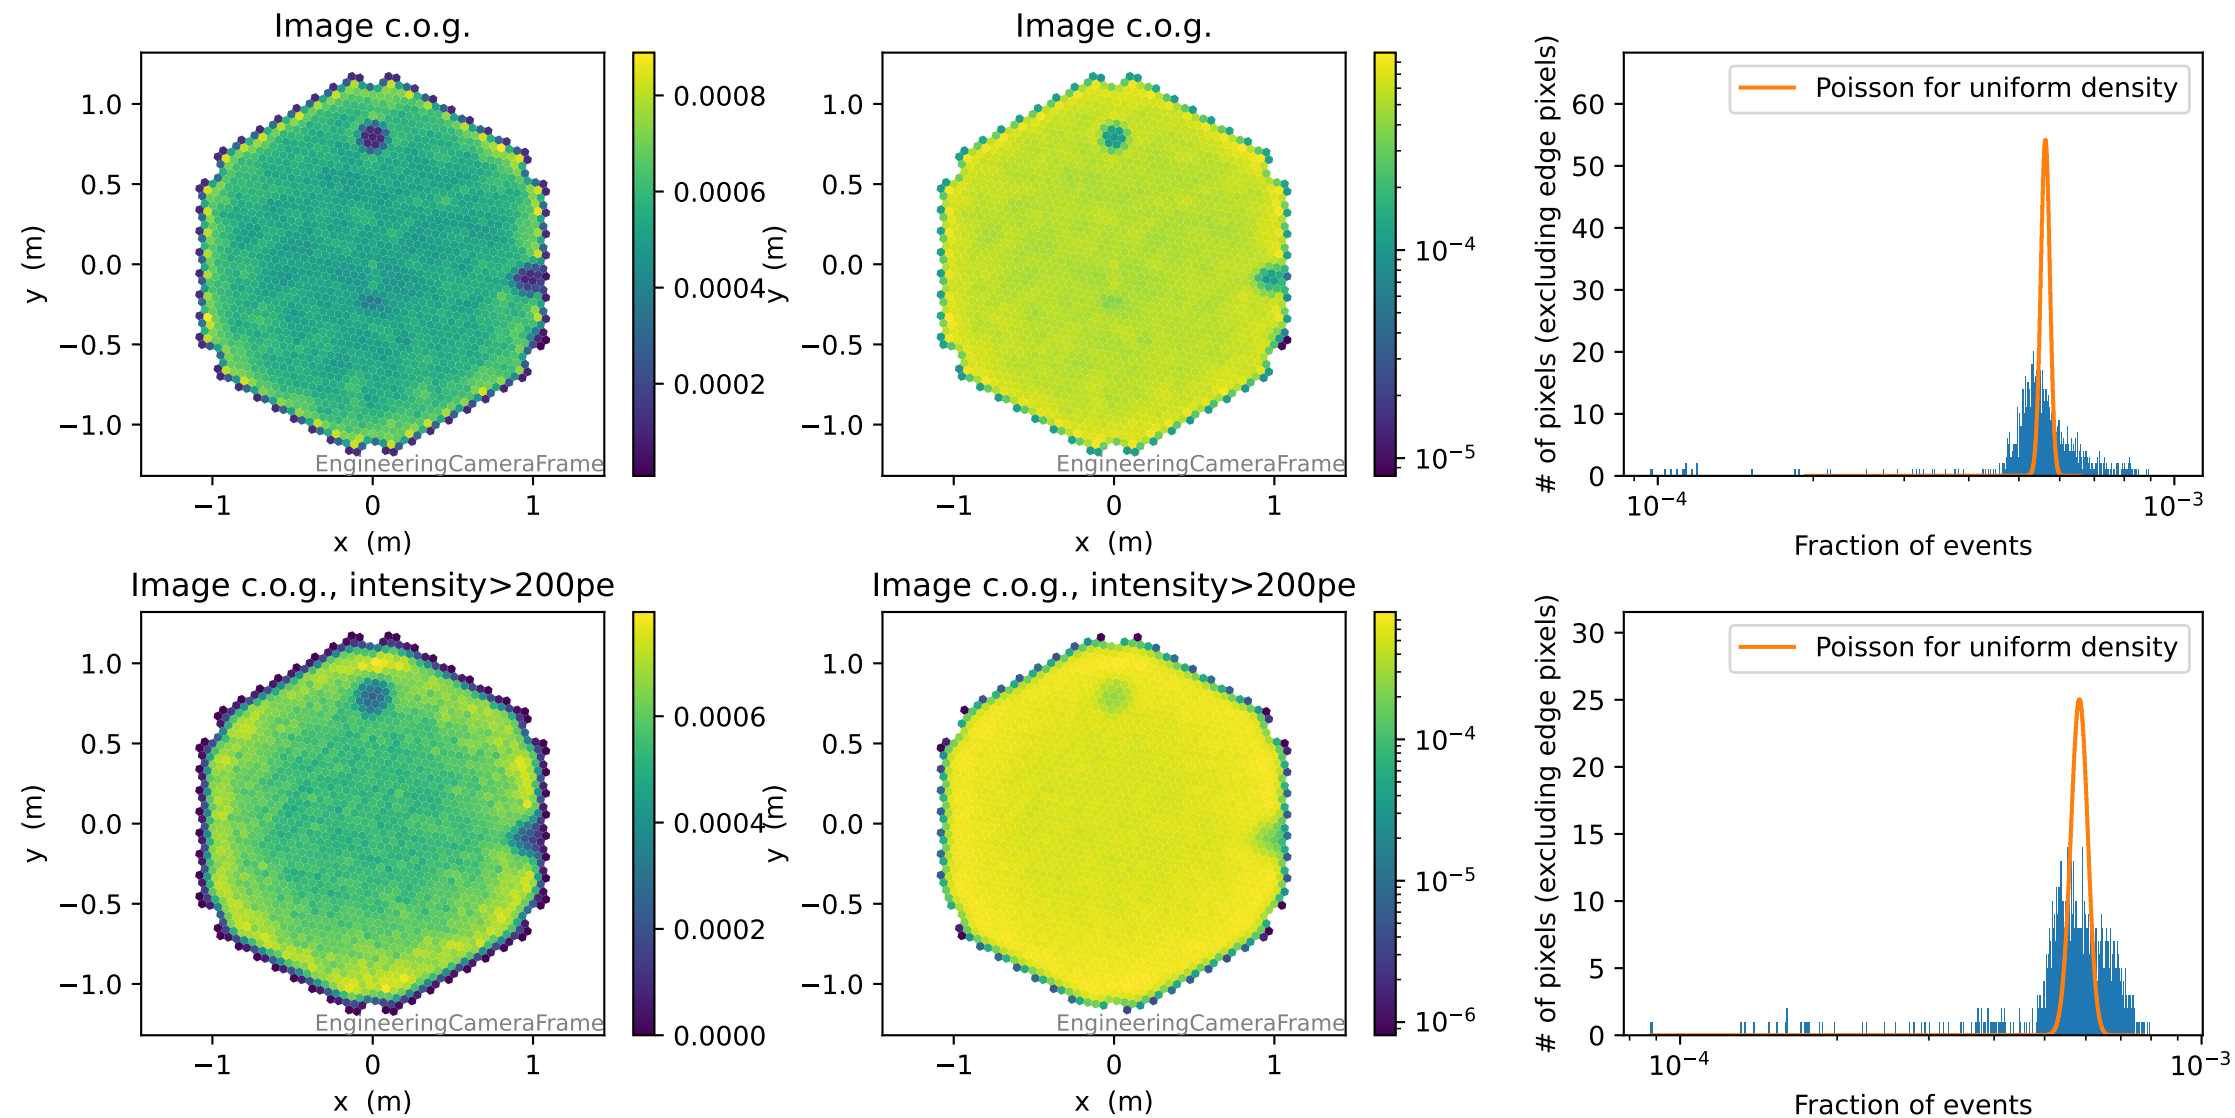 Image c.o.g.
1.0
0.5
0.0
−0.5
−1.0
y (m)
−1
0
1
x (m)
EngineeringCameraFrame
0.0008
0.0006
0.0004
0.0002
Image c.o.g.
1.0
0.5
0.0
−0.5
−1.0
y (m)
−1
0
1
x (m)
EngineeringCameraFrame
10−4
10−5
# of pixels (excluding edge pixels)
60
50
40
30
20
10
0
Poisson for uniform density
10−4
10−3
Fraction of events
Image c.o.g., intensity>200pe
1.0
0.5
0.0
−0.5
−1.0
y (m)
−1
0
1
x (m)
EngineeringCameraFrame
0.0006
0.0004
0.0002
0.0000
Image c.o.g., intensity>200pe
1.0
0.5
0.0
−0.5
−1.0
y (m)
−1
0
1
x (m)
EngineeringCameraFrame
10−4
10−5
10−6
# of pixels (excluding edge pixels)
30
25
20
15
10
5
0
Poisson for uniform density
10−4
10−3
Fraction of events